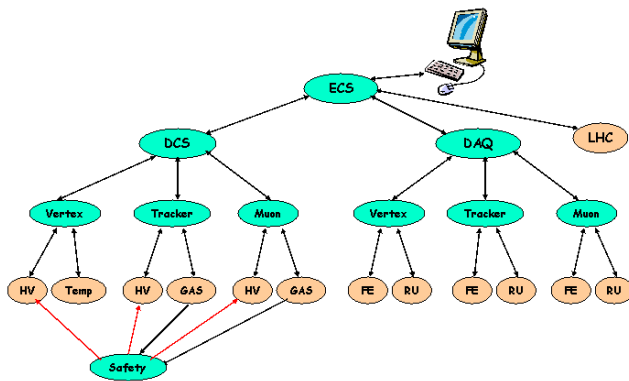 ECS
LHC
DCS
DAQ
Vertex
Tracker
Muon
Vertex
Tracker
Muon
HV
Temp
HV
GAS
HV
GAS
FE
RU
FE
RU
FE
RU
Safety